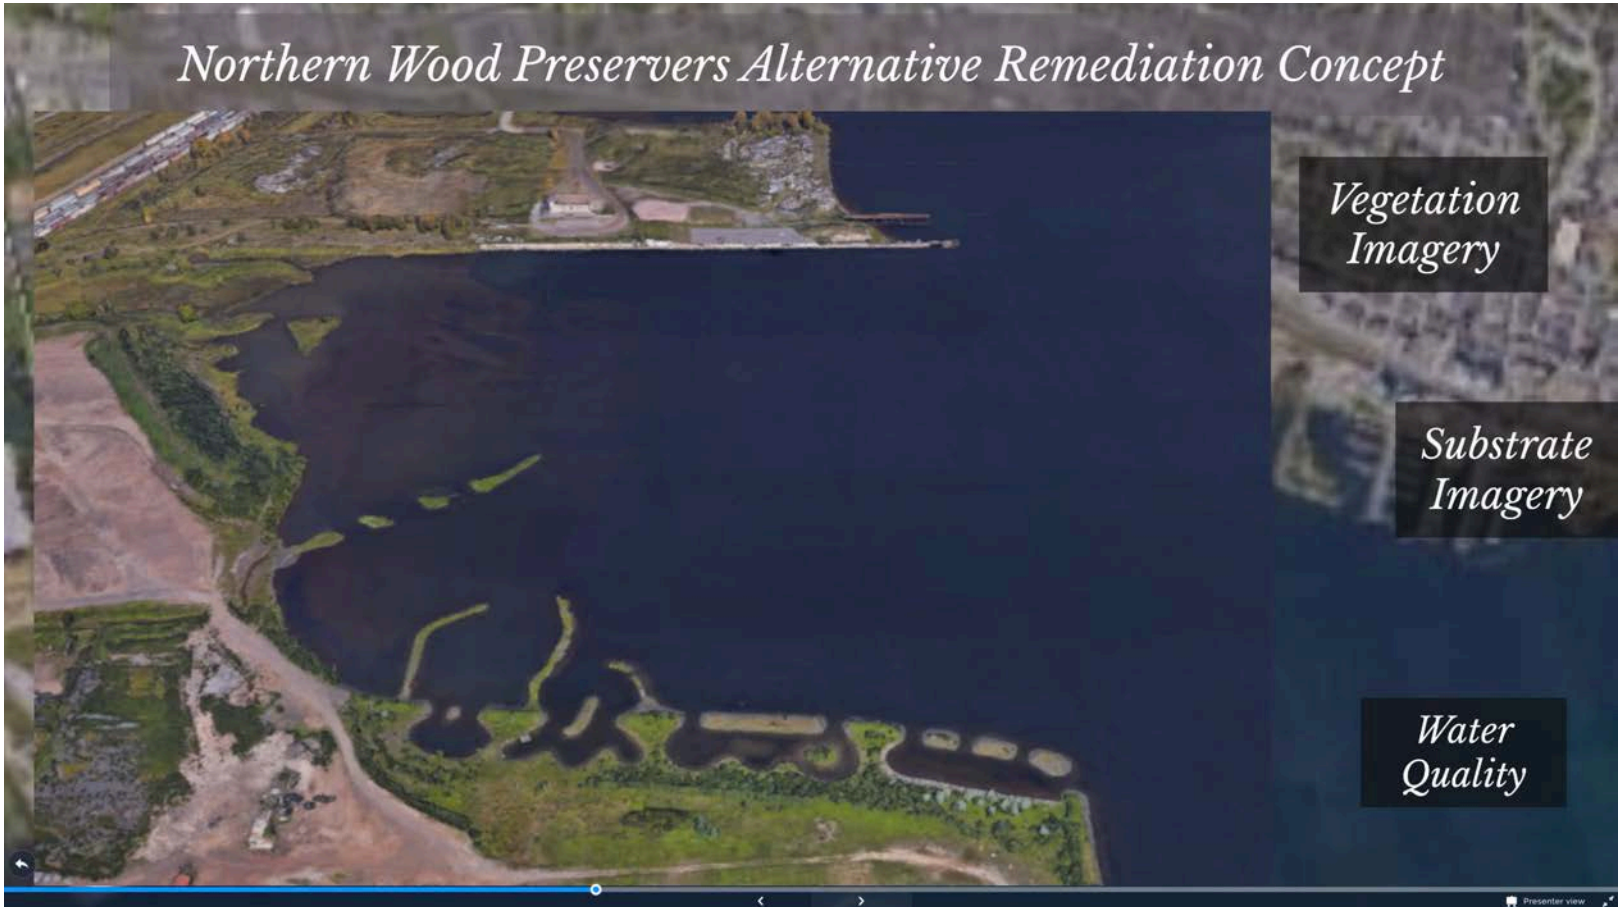 Northern Wood Preservers Alternative Remediation Concept
Vegetation
Imagery
Substrate
Imagery
Water
Quality
Presenter view